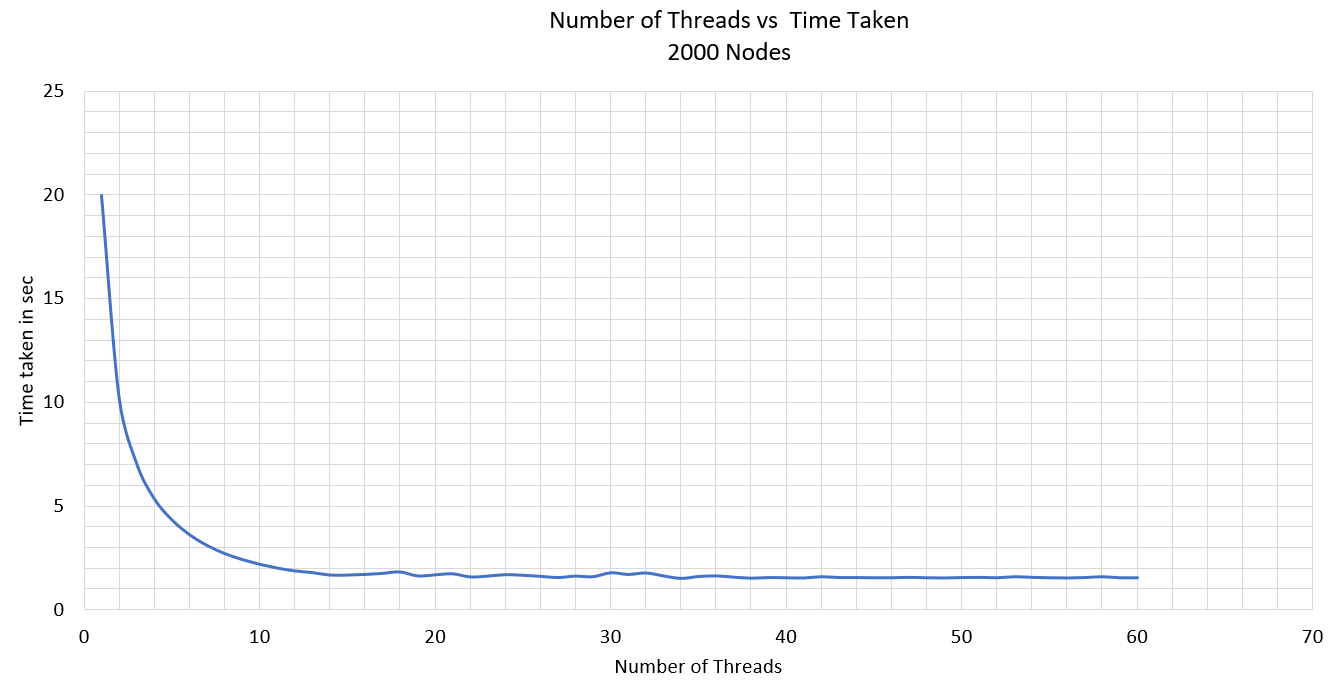 Number of Threads vs  Time Taken
2000 Nodes
25
20
15
10
5
0
Time taken in sec
0 10 20 30 40 50 60 70
Number of Threads